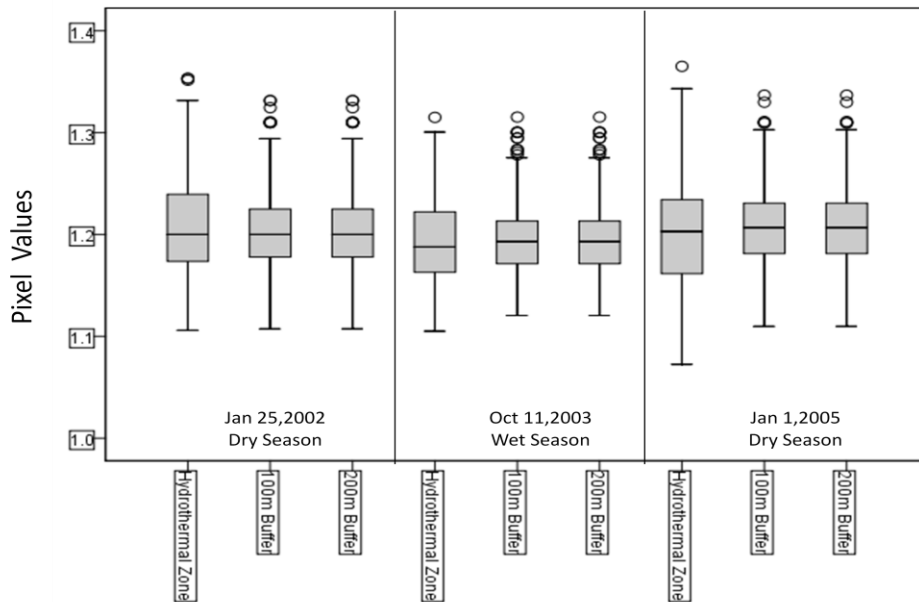 Pixel Values
1.4
1.3
1.2
1.1
1.0
Jan 25,2002
Dry Season
Oct 11,2003
Wet Season
Jan 1,2005
Dry Season
Hydrothermal Zone
100m Buffer
200m Buffer
Hydrothermal Zone
100m Buffer
200m Buffer
Hydrothermal Zone
100m Buffer
200m Buffer